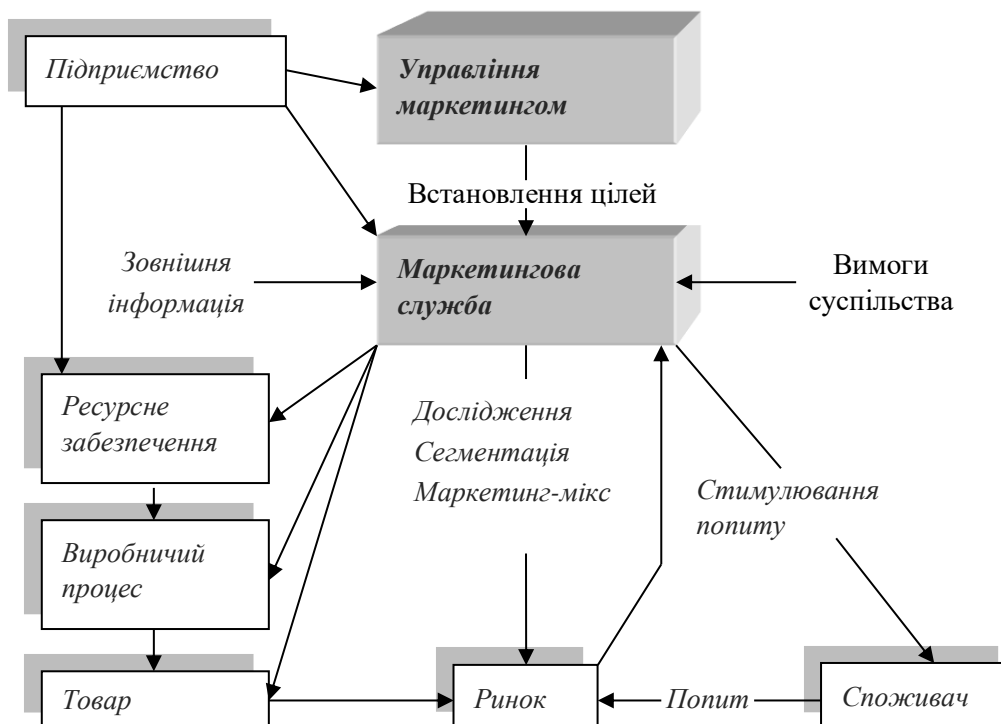 Підприємство
Управління
маркетингом
Встановлення цілей
Зовнішня
інформація
Маркетингова
служба
Вимоги
суспільства
Ресурсне
забезпечення
Дослідження
Сегментація
Маркетинг-мікс
Стимулювання
попиту
Виробничий
процес
Товар
Ринок
Попит
Споживач